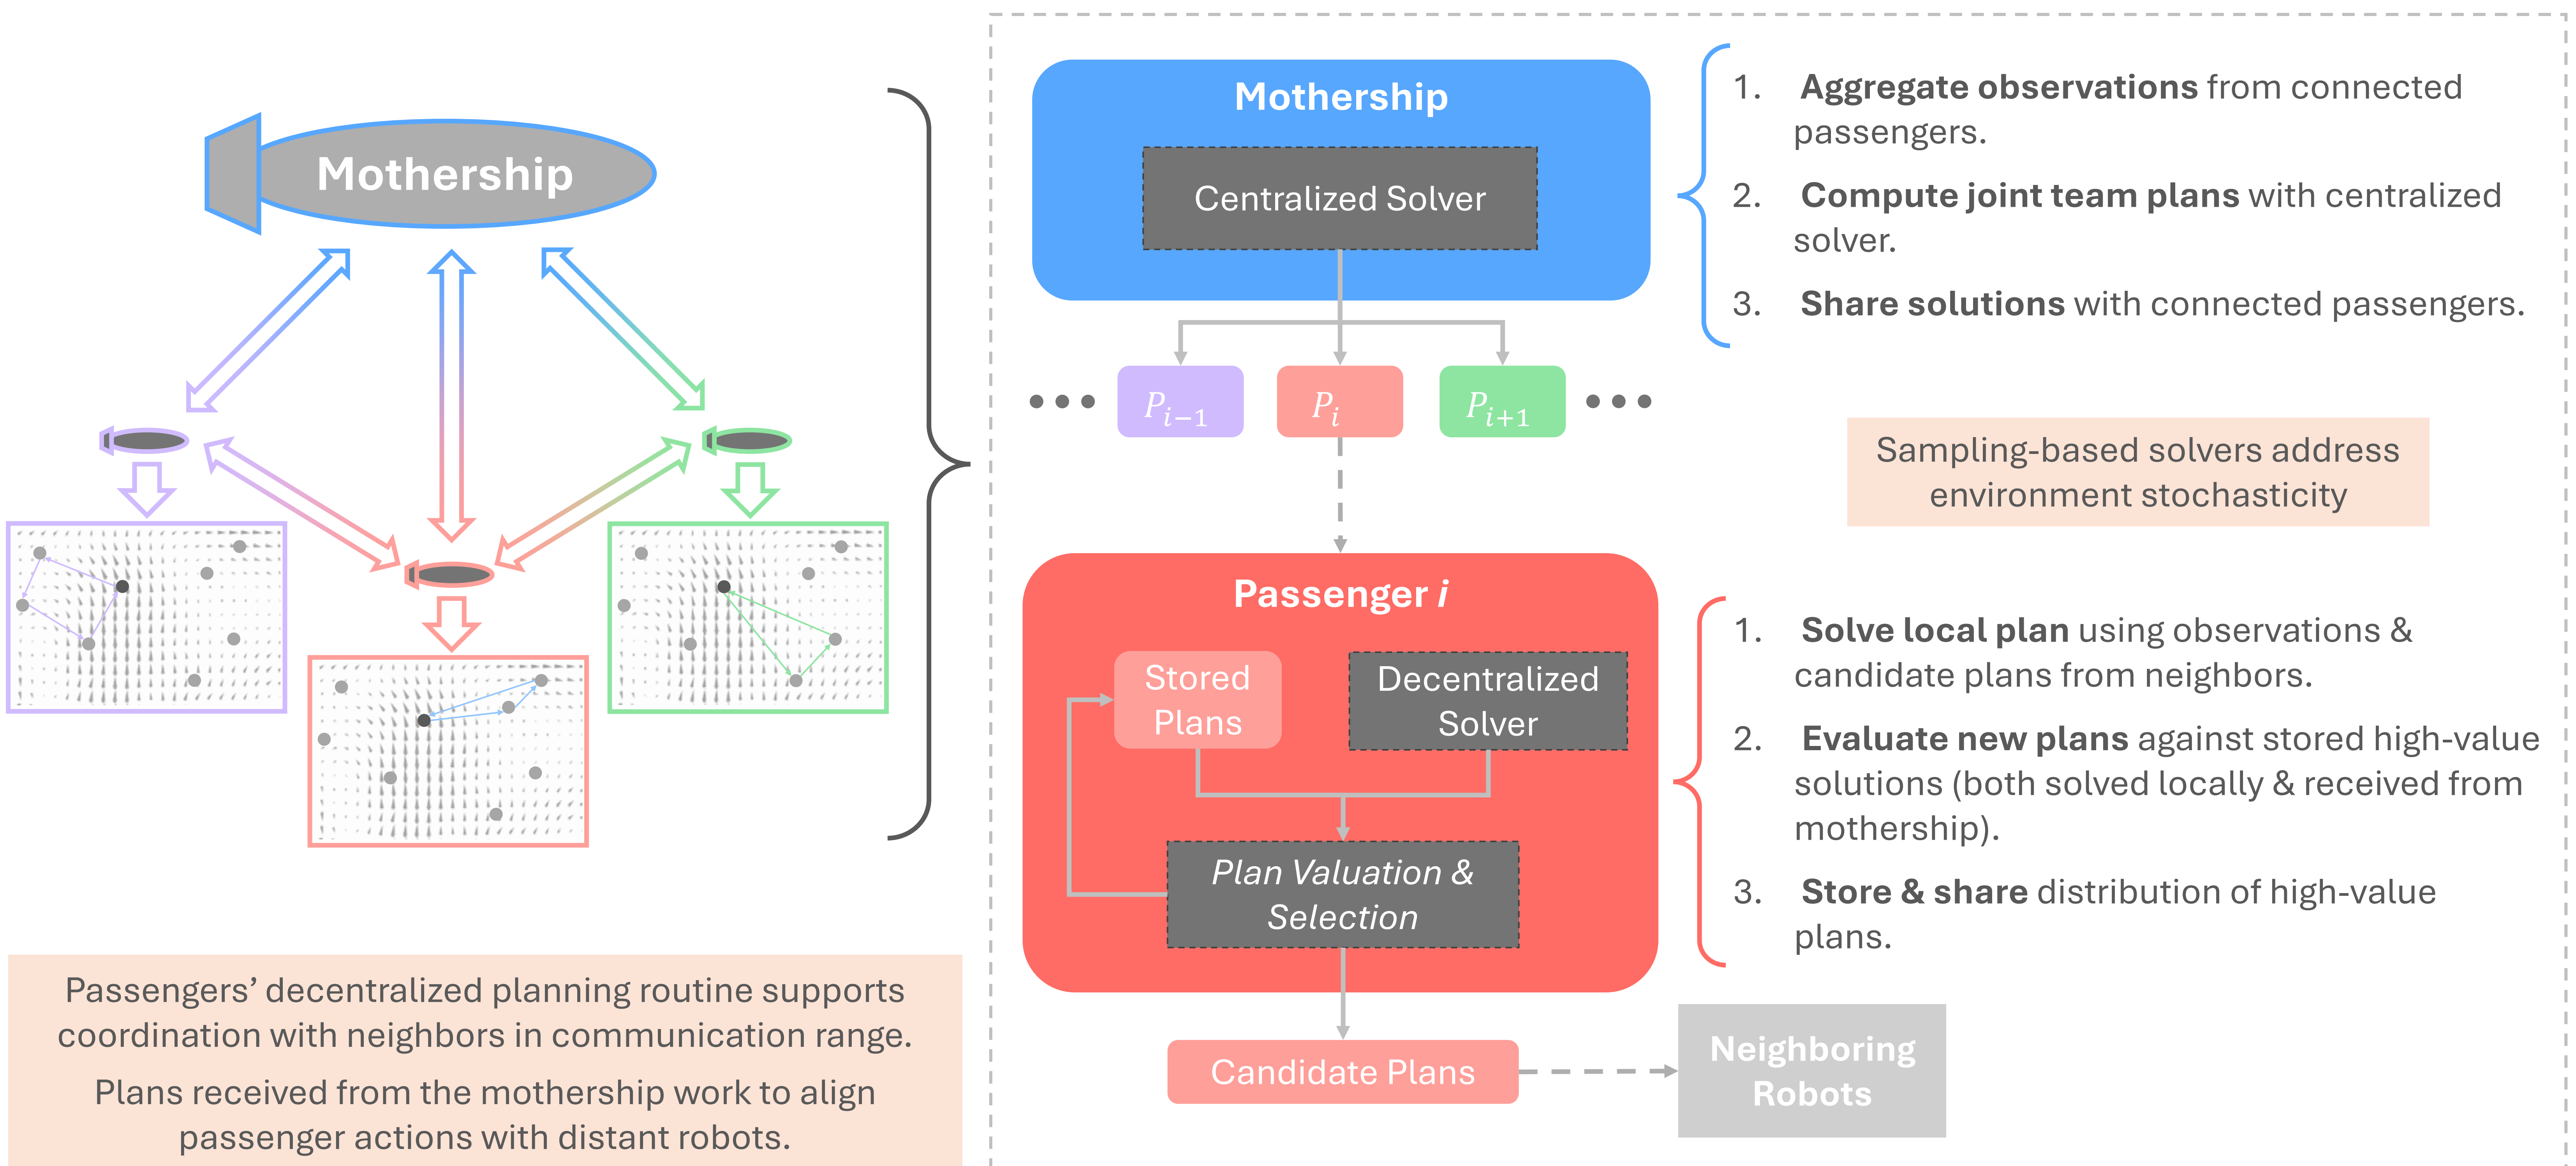 Mothership
Passengers’ decentralized planning routine supports
coordination with neighbors in communication range.
Plans received from the mothership work to align
passenger actions with distant robots.
Mothership
Centralized Solver
P_{i−1}
P_i
P_{i+1}
Passenger i
Stored
Plans
Decentralized
Solver
Plan Valuation &
Selection
Candidate Plans
Neighboring
Robots
1. Aggregate observations from connected
passengers.
2. Compute joint team plans with centralized
solver.
3. Share solutions with connected passengers.
Sampling-based solvers address
environment stochasticity
1. Solve local plan using observations &
candidate plans from neighbors.
2. Evaluate new plans against stored high-value
solutions (both solved locally & received from
mothership).
3. Store & share distribution of high-value
plans.